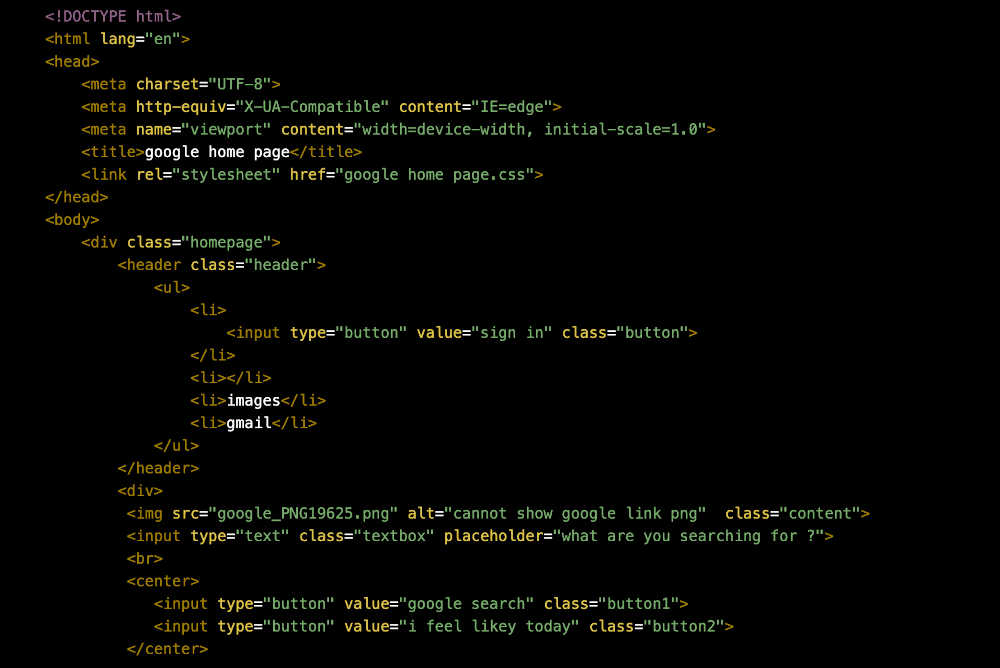 <!DOCTYPE html>
<html lang="en">
<head>
    <meta charset="UTF-8">
    <meta http-equiv="X-UA-Compatible" content="IE=edge">
    <meta name="viewport" content="width=device-width, initial-scale=1.0">
    <title>google home page</title>
    <link rel="stylesheet" href="google home page.css">
</head>
<body>
    <div class="homepage">
        <header class="header">
            <ul>
                <li>
                    <input type="button" value="sign in" class="button">
                </li>
                <li></li>
                <li>images</li>
                <li>gmail</li>
            </ul>
        </header>
        <div>
         <img src="google_PNG19625.png" alt="cannot show google link png"  class="content">
         <input type="text" class="textbox" placeholder="what are you searching for ?">
         <br>
         <center>
            <input type="button" value="google search" class="button1">
            <input type="button" value="i feel likey today" class="button2">
         </center>